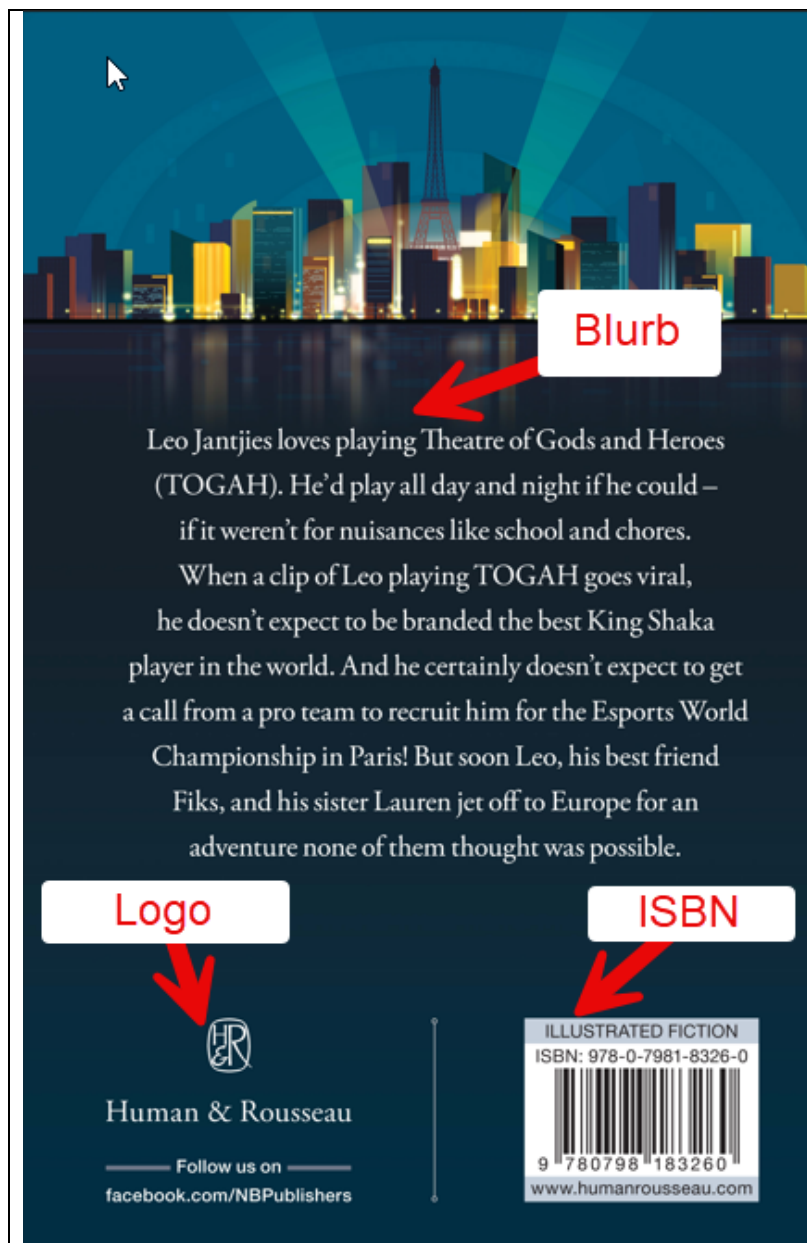 Blurb
Leo Jantjies loves playing Theatre of Gods and Heroes
(TOGAH). He’d play all day and night if he could –
if it weren’t for nuisances like school and chores.
When a clip of Leo playing TOGAH goes viral,
he doesn’t expect to be branded the best King Shaka
player in the world. And he certainly doesn’t expect to get
a call from a pro team to recruit him for the Esports World
Championship in Paris! But soon Leo, his best friend
Fiks, and his sister Lauren jet off to Europe for an
adventure none of them thought was possible.
Logo
H&R
Human & Rousseau
Follow us on
facebook.com/NBPublishers
ISBN
ILLUSTRATED FICTION
ISBN: 978-0-7981-8326-0
9 780798 183260
www.humanrousseau.com